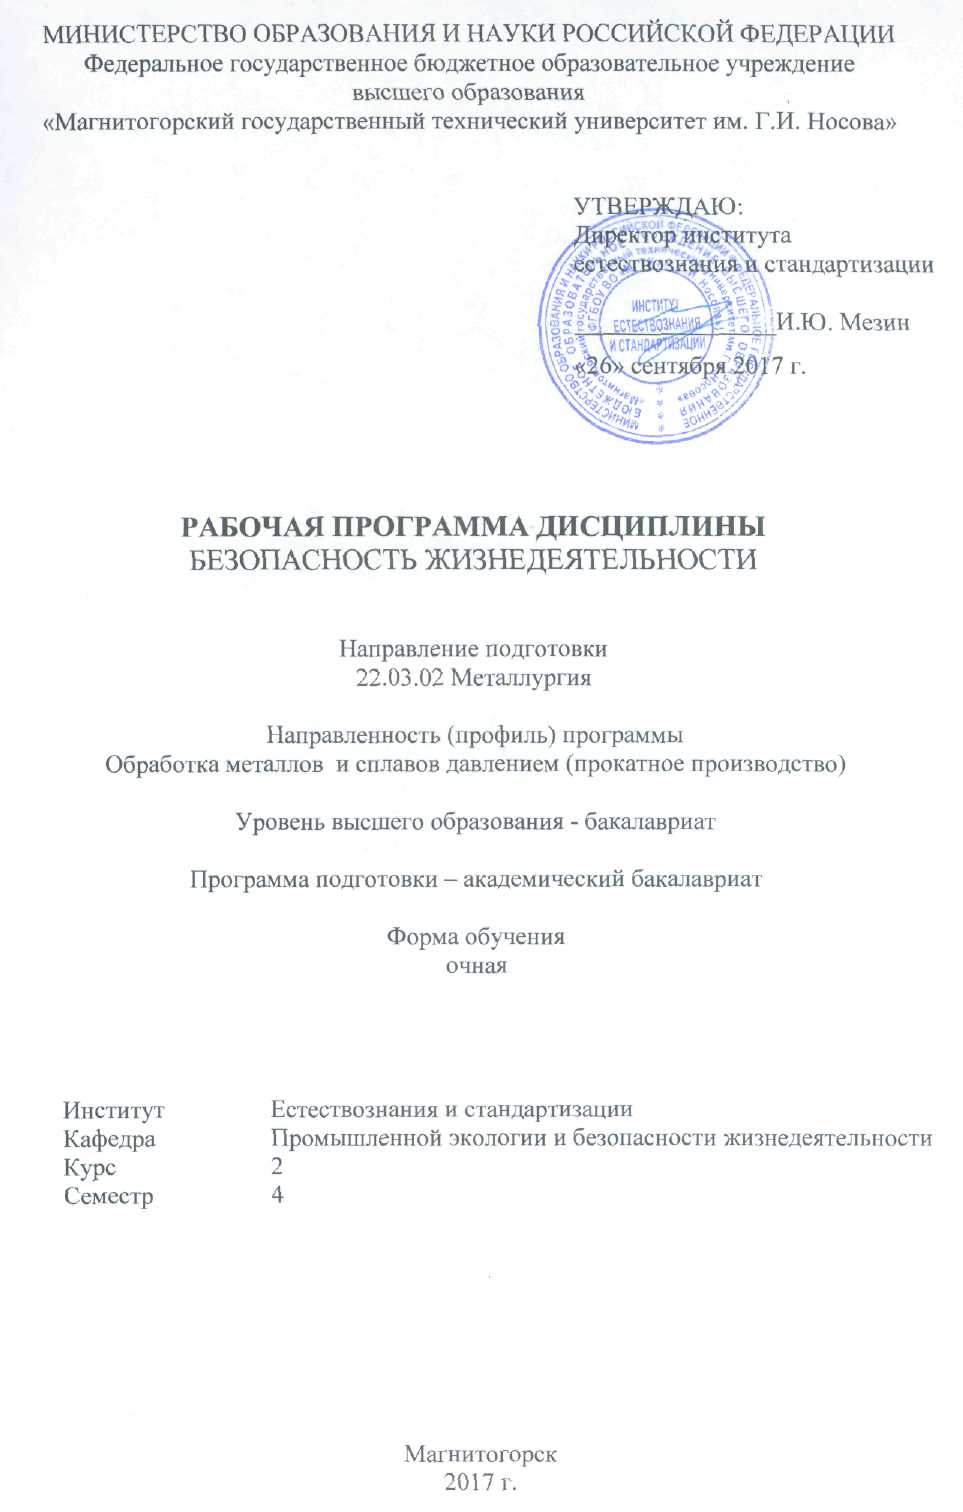 МИНИСТЕРСТВО ОБРАЗОВАНИЯ И НАУКИ РОССИЙСКОЙ ФЕДЕРАЦИИ
Федеральное государственное бюджетное образовательное учреждение
высшего образования
«Магнитогорский государственный технический университет им. Г.И. Носова»
УТВЕРЖДАЮ:
Директор института
естествознания и стандартизации
И.Ю. Мезин
«26» сентября 2017 г.
ИНСТИТУТ
ЕСТЕСТВОЗНАНИЯ
И СТАНДАРТИЗАЦИИ
РАБОЧАЯ ПРОГРАММА ДИСЦИПЛИНЫ
БЕЗОПАСНОСТЬ ЖИЗНЕДЕЯТЕЛЬНОСТИ
Направление подготовки
22.03.02 Металлургия
Направленность (профиль) программы
Обработка металлов и сплавов давлением (прокатное производство)
Уровень высшего образования - бакалавриат
Программа подготовки – академический бакалавриат
Форма обучения
очная
Институт Естествознания и стандартизации
Кафедра Промышленной экологии и безопасности жизнедеятельности
Курс 2
Семестр 4
Магнитогорск
2017 г.